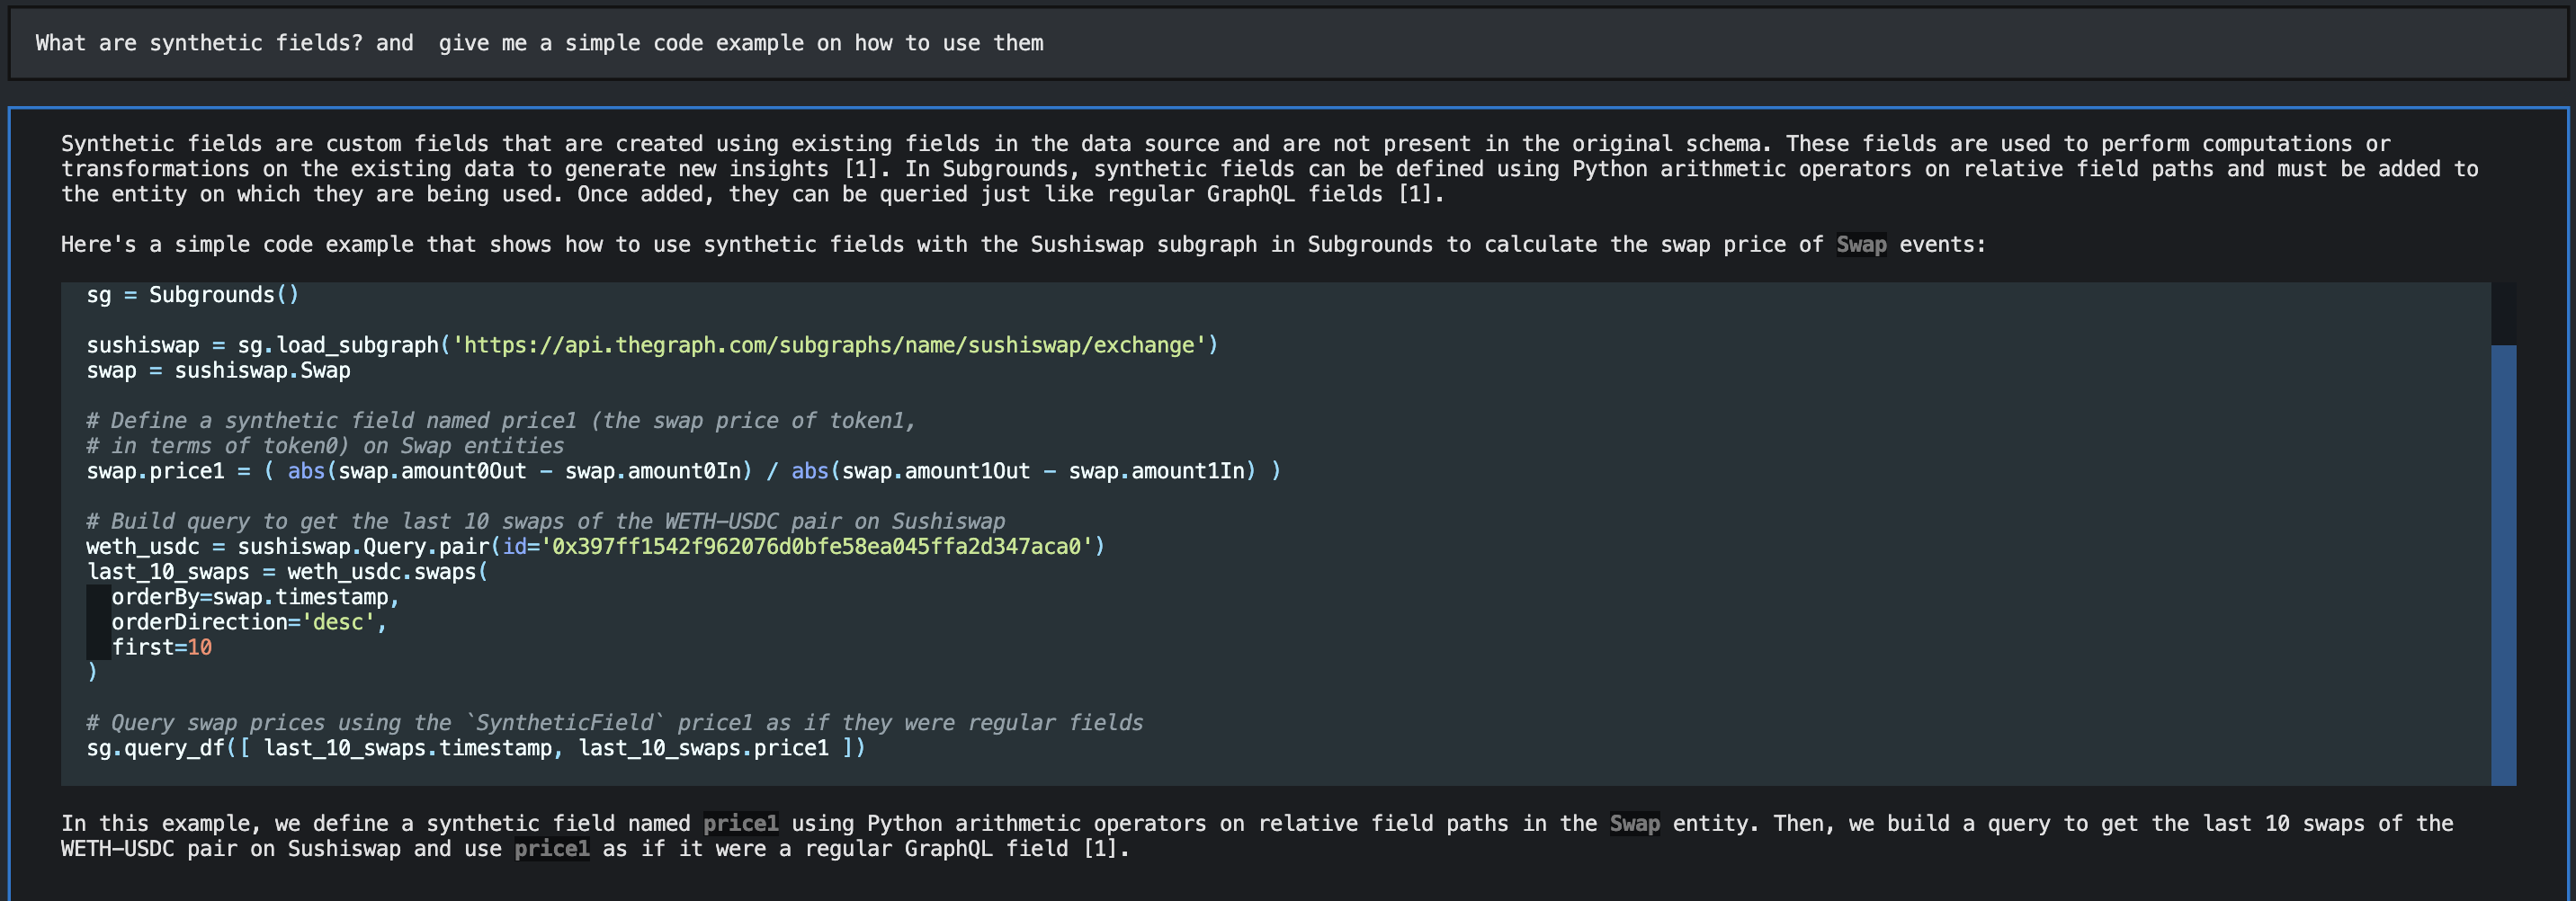 What are synthetic fields? and  give me a simple code example on how to use them
Synthetic fields are custom fields that are created using existing fields in the data source and are not present in the original schema. These fields are used to perform computations or
transformations on the existing data to generate new insights [1]. In Subgrounds, synthetic fields can be defined using Python arithmetic operators on relative field paths and must be added to
the entity on which they are being used. Once added, they can be queried just like regular GraphQL fields [1].
Here's a simple code example that shows how to use synthetic fields with the Sushiswap subgraph in Subgrounds to calculate the swap price of Swap events:
sg = Subgrounds()
sushiswap = sg.load_subgraph('https://api.thegraph.com/subgraphs/name/sushiswap/exchange')
swap = sushiswap.Swap
# Define a synthetic field named price1 (the swap price of token1,
# in terms of token0) on Swap entities
swap.price1 = ( abs(swap.amount0Out - swap.amount0In) / abs(swap.amount1Out - swap.amount1In) )
# Build query to get the last 10 swaps of the WETH-USDC pair on Sushiswap
weth_usdc = sushiswap.Query.pair(id='0x397ff1542f962076d0bfe58ea045ffa2d347aca0')
last_10_swaps = weth_usdc.swaps(
  orderBy=swap.timestamp,
  orderDirection='desc',
  first=10
)
# Query swap prices using the `SyntheticField` price1 as if they were regular fields
sg.query_df([ last_10_swaps.timestamp, last_10_swaps.price1 ])
In this example, we define a synthetic field named price1 using Python arithmetic operators on relative field paths in the Swap entity. Then, we build a query to get the last 10 swaps of the
WETH-USDC pair on Sushiswap and use price1 as if it were a regular GraphQL field [1].